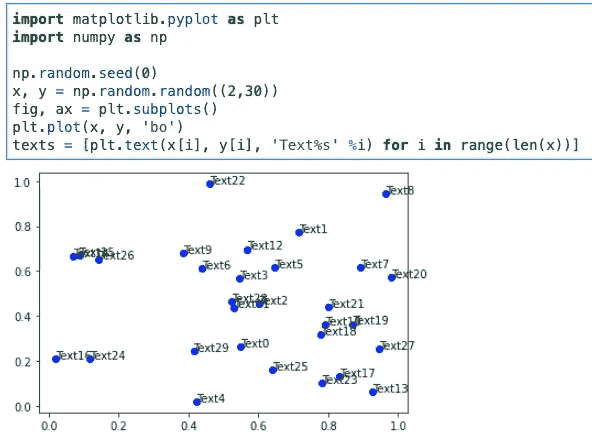 import matplotlib.pyplot as plt
import numpy as np
np.random.seed(0)
x, y = np.random.random((2,30))
fig, ax = plt.subplots()
plt.plot(x, y, 'bo')
texts = [plt.text(x[i], y[i], 'Text%s' %i) for i in range(len(x))]
1.0
Text22
Text8
0.8
Text1
Text12
Text9
Text26
Text6
Text5
Text7
0.6
Text3
Text20
Text2
Text21
0.4
Text19
Text18
Text0
Text27
Text29
Text16
Text24
0.2
Text25
Text17
Text23
Text13
Text4
0.0
0.0 0.2 0.4 0.6 0.8 1.0